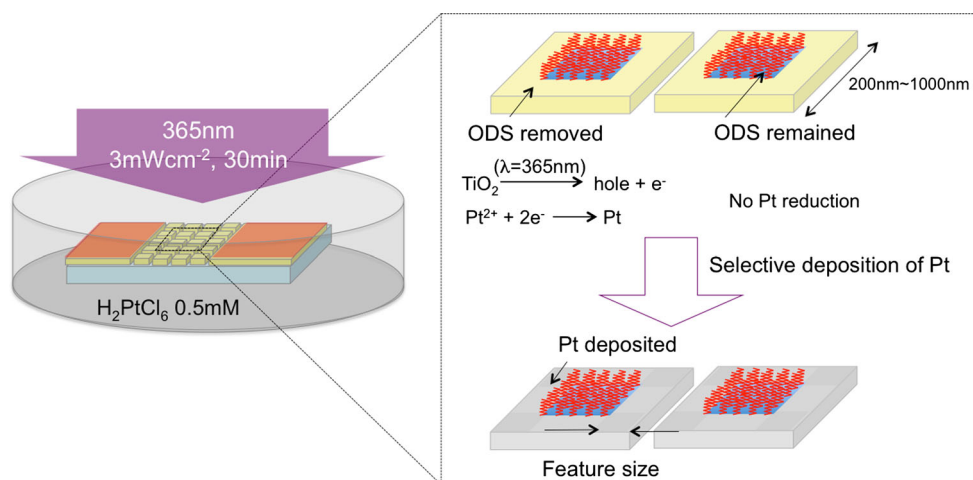 365nm
3mWcm⁻², 30min
H₂PtCl₆ 0.5mM
ODS removed
ODS remained
200nm~1000nm
(λ=365nm)
TiO₂ ⟶ hole + e⁻
Pt²⁺ + 2e⁻ ⟶ Pt
No Pt reduction
Selective deposition of Pt
Pt deposited
Feature size